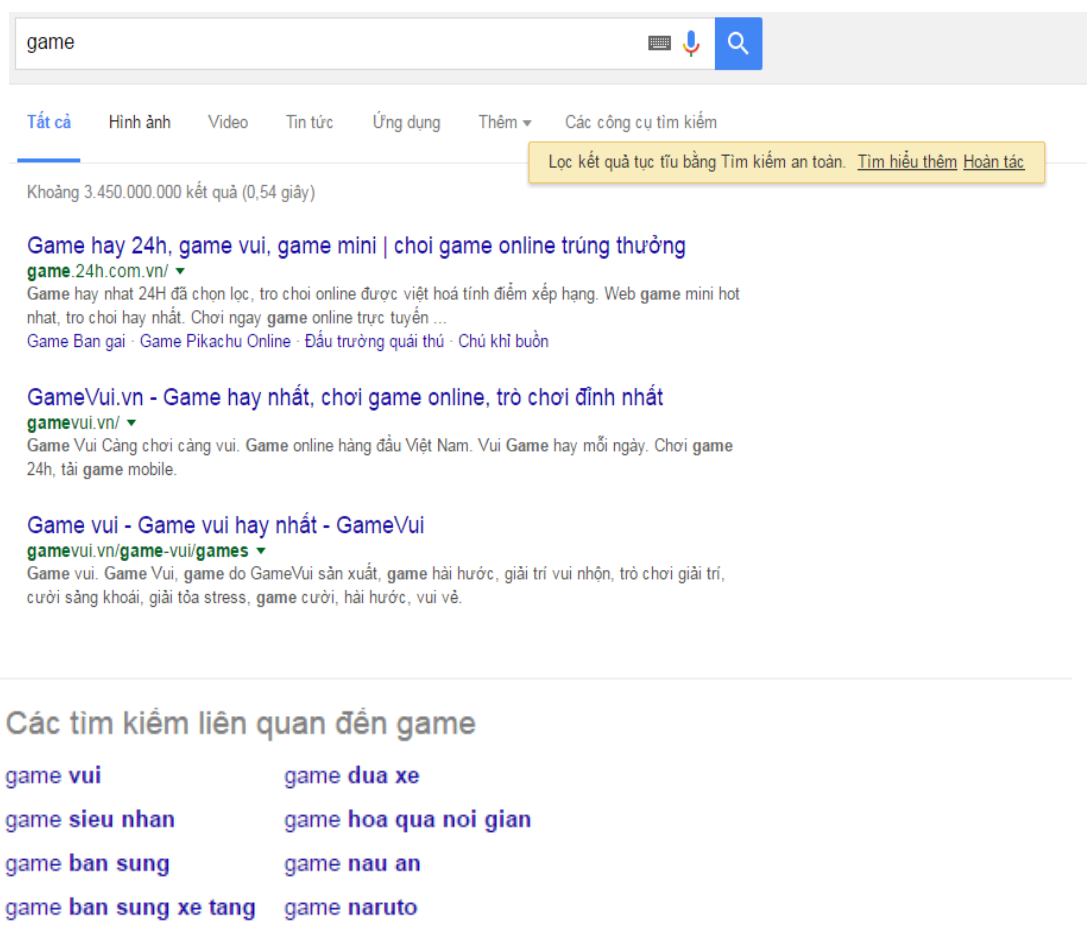 game
Tất cả Hình ảnh Video Tin tức Ứng dụng Thêm Các công cụ tìm kiếm
Lọc kết quả tục tĩu bằng Tìm kiếm an toàn. Tìm hiểu thêm Hoàn tác
Khoảng 3.450.000.000 kết quả (0,54 giây)
Game hay 24h, game vui, game mini | choi game online trúng thưởng
game.24h.com.vn/
Game hay nhat 24H đã chọn lọc, tro choi online được việt hoá tính điểm xếp hạng. Web game mini hot
nhat, tro choi hay nhất. Chơi ngay game online trực tuyến ...
Game Ban gai · Game Pikachu Online · Đấu trường quái thú · Chú khỉ buồn
GameVui.vn - Game hay nhất, chơi game online, trò chơi đỉnh nhất
gamevui.vn/
Game Vui Càng chơi càng vui. Game online hàng đầu Việt Nam. Vui Game hay mỗi ngày. Chơi game
24h, tải game mobile.
Game vui - Game vui hay nhất - GameVui
gamevui.vn/game-vui/games
Game vui. Game Vui, game do GameVui sản xuất, game hài hước, giải trí vui nhộn, trò chơi giải trí,
cười sảng khoái, giải tỏa stress, game cười, hài hước, vui vẻ.
Các tìm kiếm liên quan đến game
game vui game dua xe
game sieu nhan game hoa qua noi gian
game ban sung game nau an
game ban sung xe tang game naruto